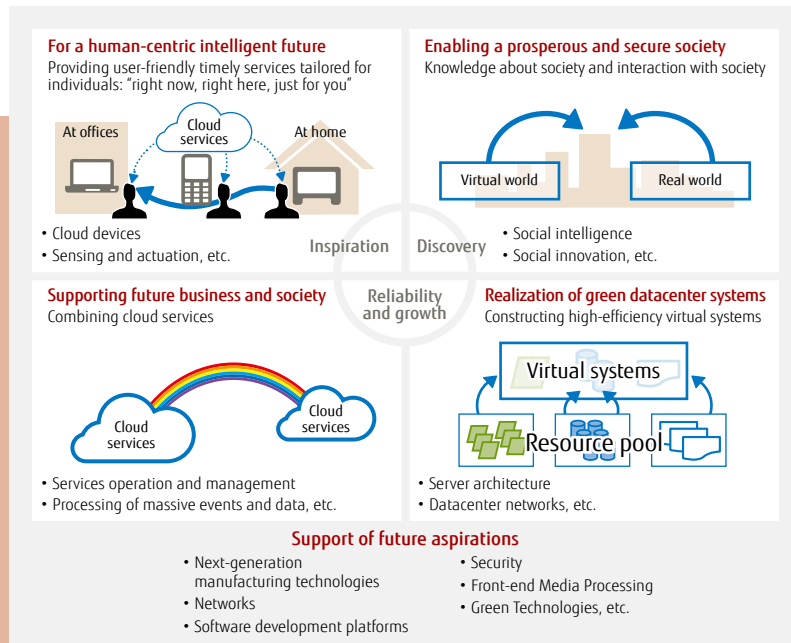 For a human-centric intelligent future
Providing user-friendly timely services tailored for
individuals: “right now, right here, just for you”
At offices
Cloud
services
At home
• Cloud devices
• Sensing and actuation, etc.
Inspiration
Enabling a prosperous and secure society
Knowledge about society and interaction with society
Virtual world
Real world
Discovery
• Social intelligence
• Social innovation, etc.
Reliability
and growth
Supporting future business and society
Combining cloud services
Cloud
services
Cloud
services
• Services operation and management
• Processing of massive events and data, etc.
Realization of green datacenter systems
Constructing high-efficiency virtual systems
Virtual systems
Resource pool
• Server architecture
• Datacenter networks, etc.
Support of future aspirations
• Next-generation
manufacturing technologies
• Networks
• Software development platforms
• Security
• Front-end Media Processing
• Green Technologies, etc.